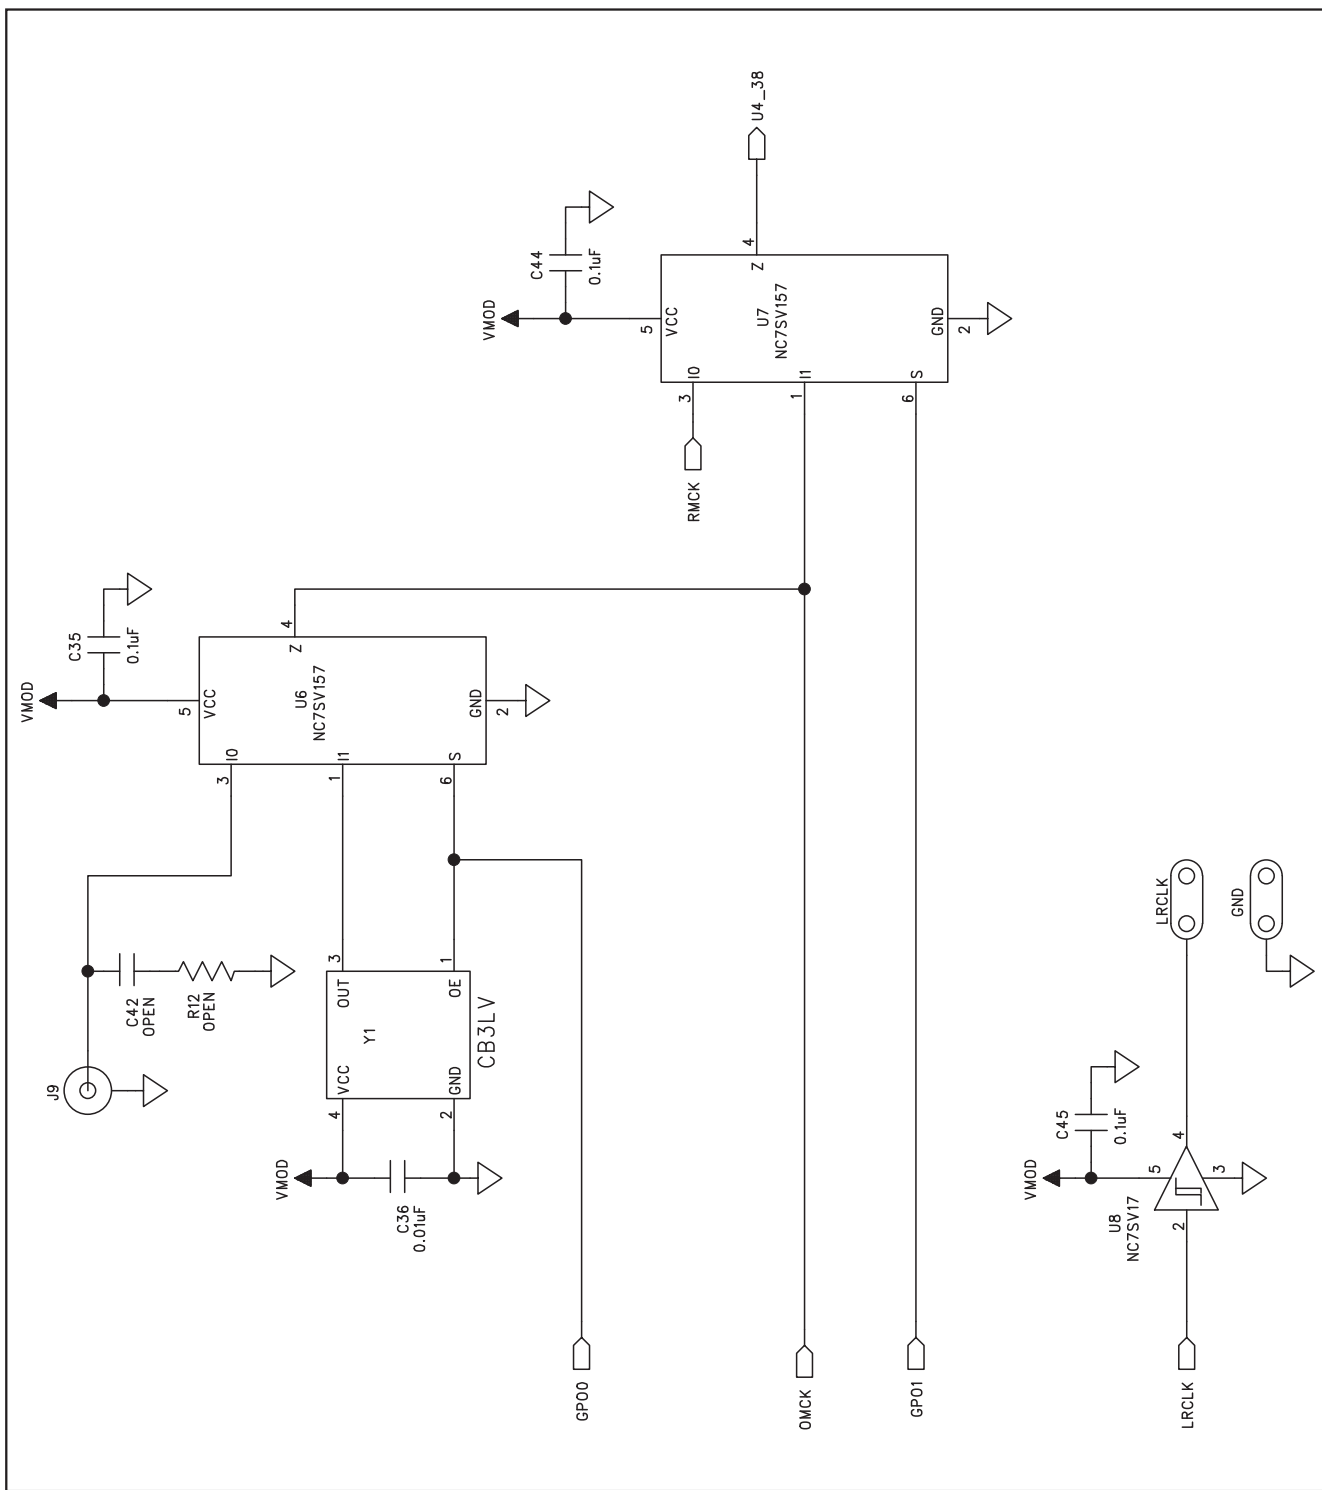 J9
C42
OPEN
R12
OPEN
VMOD
C35
0.1uF
5
VCC
3
I0
1
I1
6
S
U6
NC7SV157
4
Z
GND
2
VMOD
C36
0.01uF
4
VCC
2
GND
Y1
CB3LV
3
OUT
1
OE
GPO0
OMCK
GPO1
RMCK
VMOD
C44
0.1uF
5
VCC
3
I0
1
I1
6
S
U7
NC7SV157
4
Z
GND
2
U4_38
LRCLK
VMOD
C45
0.1uF
U8
NC7SV17
2
5
3
4
LRCLK
GND